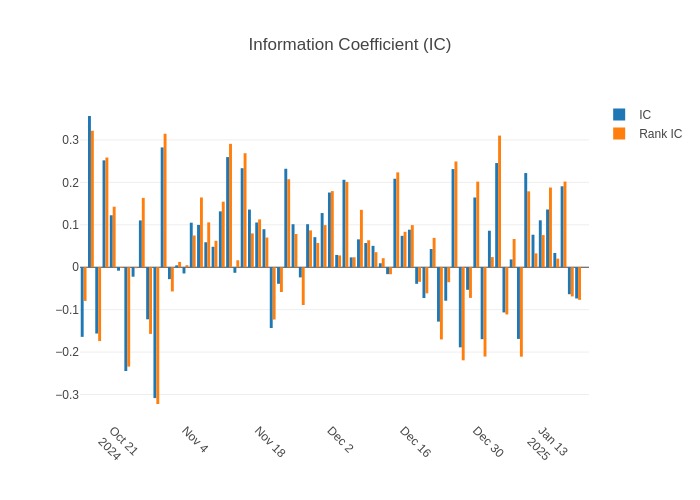 Information Coefficient (IC)
IC
Rank IC
0.3
0.2
0.1
0
−0.1
−0.2
−0.3
Oct 21
2024
Nov 4
Nov 18
Dec 2
Dec 16
Dec 30
Jan 13
2025